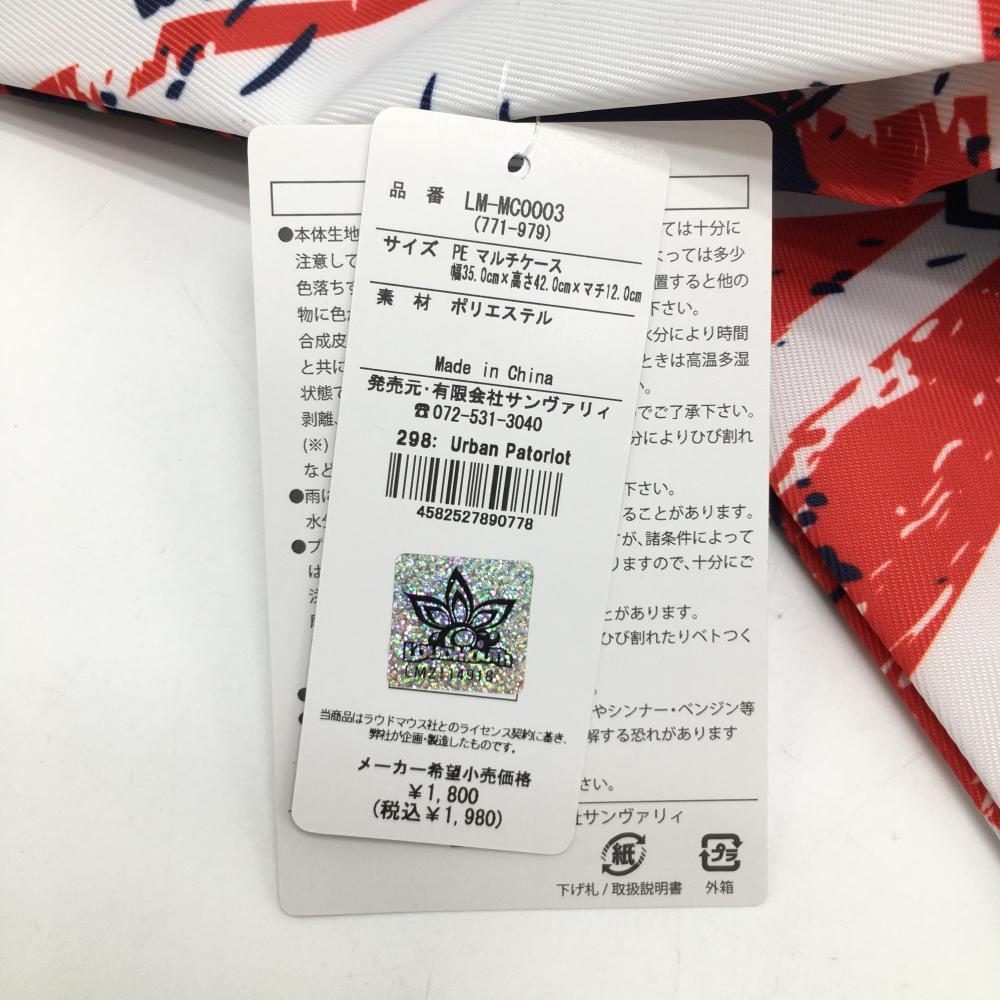 品 番 LM-MC0003
(771-979)
サイズ PE マルチケース
幅35.0cm×高さ42.0cm×マチ12.0cm
素 材 ポリエステル
Made in China
発売元・有限会社サンヴァリィ
☎072-531-3040
298: Urban Patorlot
4582527890778
LM2114918
当商品はラウドマウス社とのライセンス契約に基き、
弊社が企画・製造したものです。
メーカー希望小売価格
￥1,800
(税込￥1,980)
●本体生地
ては十分に
注意して
よっては多少
色落ち
置すると他の
物に色
下さい。
合成皮
水分により時間
と共に
ときは高温多湿
状態で
剥離、
でご了承下さい。
(※)
分によりひび割れ
など
●雨に
下さい。
水分
ることがあります。
●プ
が、諸条件によって
は
りますので、十分にご
注
とがあります。
ひび割れたりベトつく
やシンナー・ベンジン等
解する恐れがあります
さい。
社サンヴァリィ
紙
プラ
下げ札 / 取扱説明書
外箱